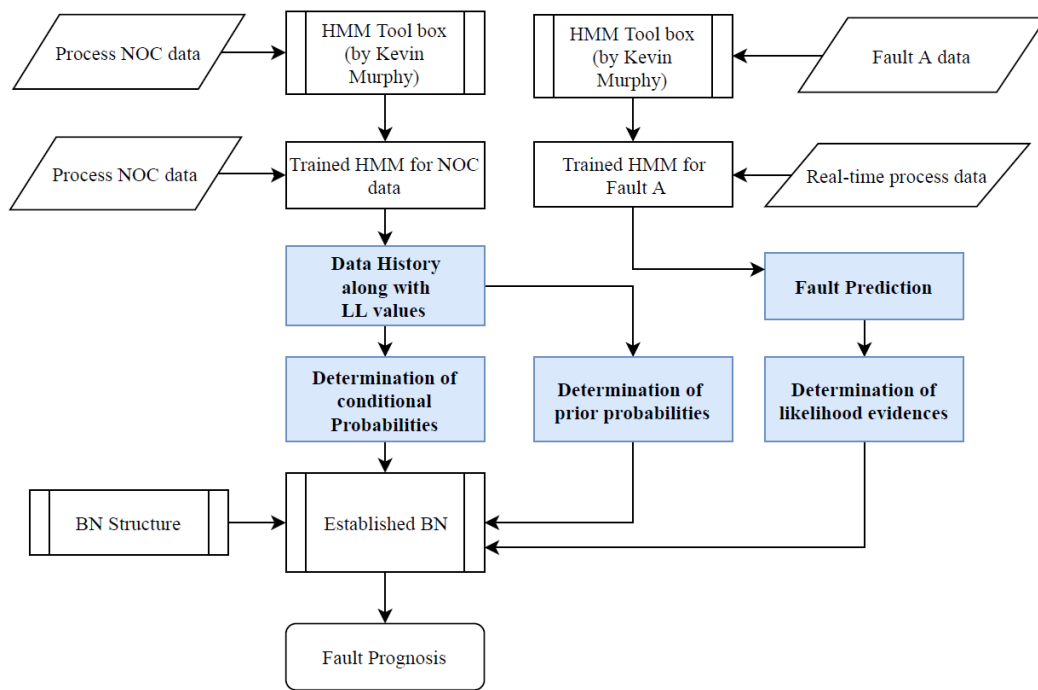 Process NOC data
HMM Tool box
(by Kevin
Murphy)
HMM Tool box
(by Kevin
Murphy)
Fault A data
Process NOC data
Trained HMM for NOC
data
Trained HMM for
Fault A
Real-time process data
Data History
along with
LL values
Fault Prediction
Determination of
conditional
Probabilities
Determination of
prior probabilities
Determination of
likelihood evidences
BN Structure
Established BN
Fault Prognosis